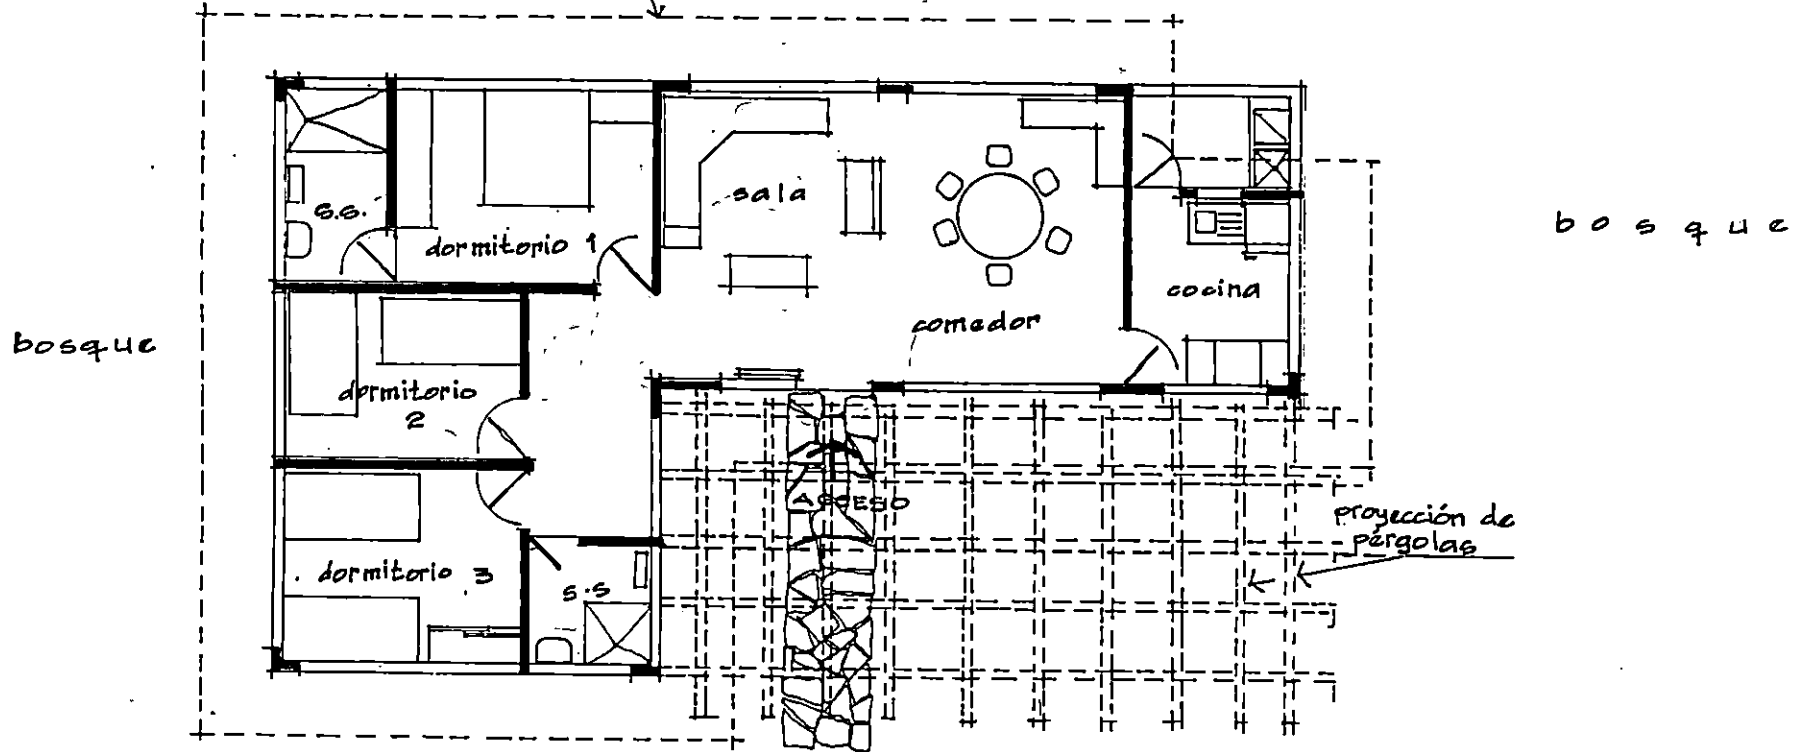 s.s.
dormitorio 1
sala
comedor
cocina
bosque
bosque
dormitorio
2
dormitorio 3
s.s
ACCESO
proyección de
pérgolas